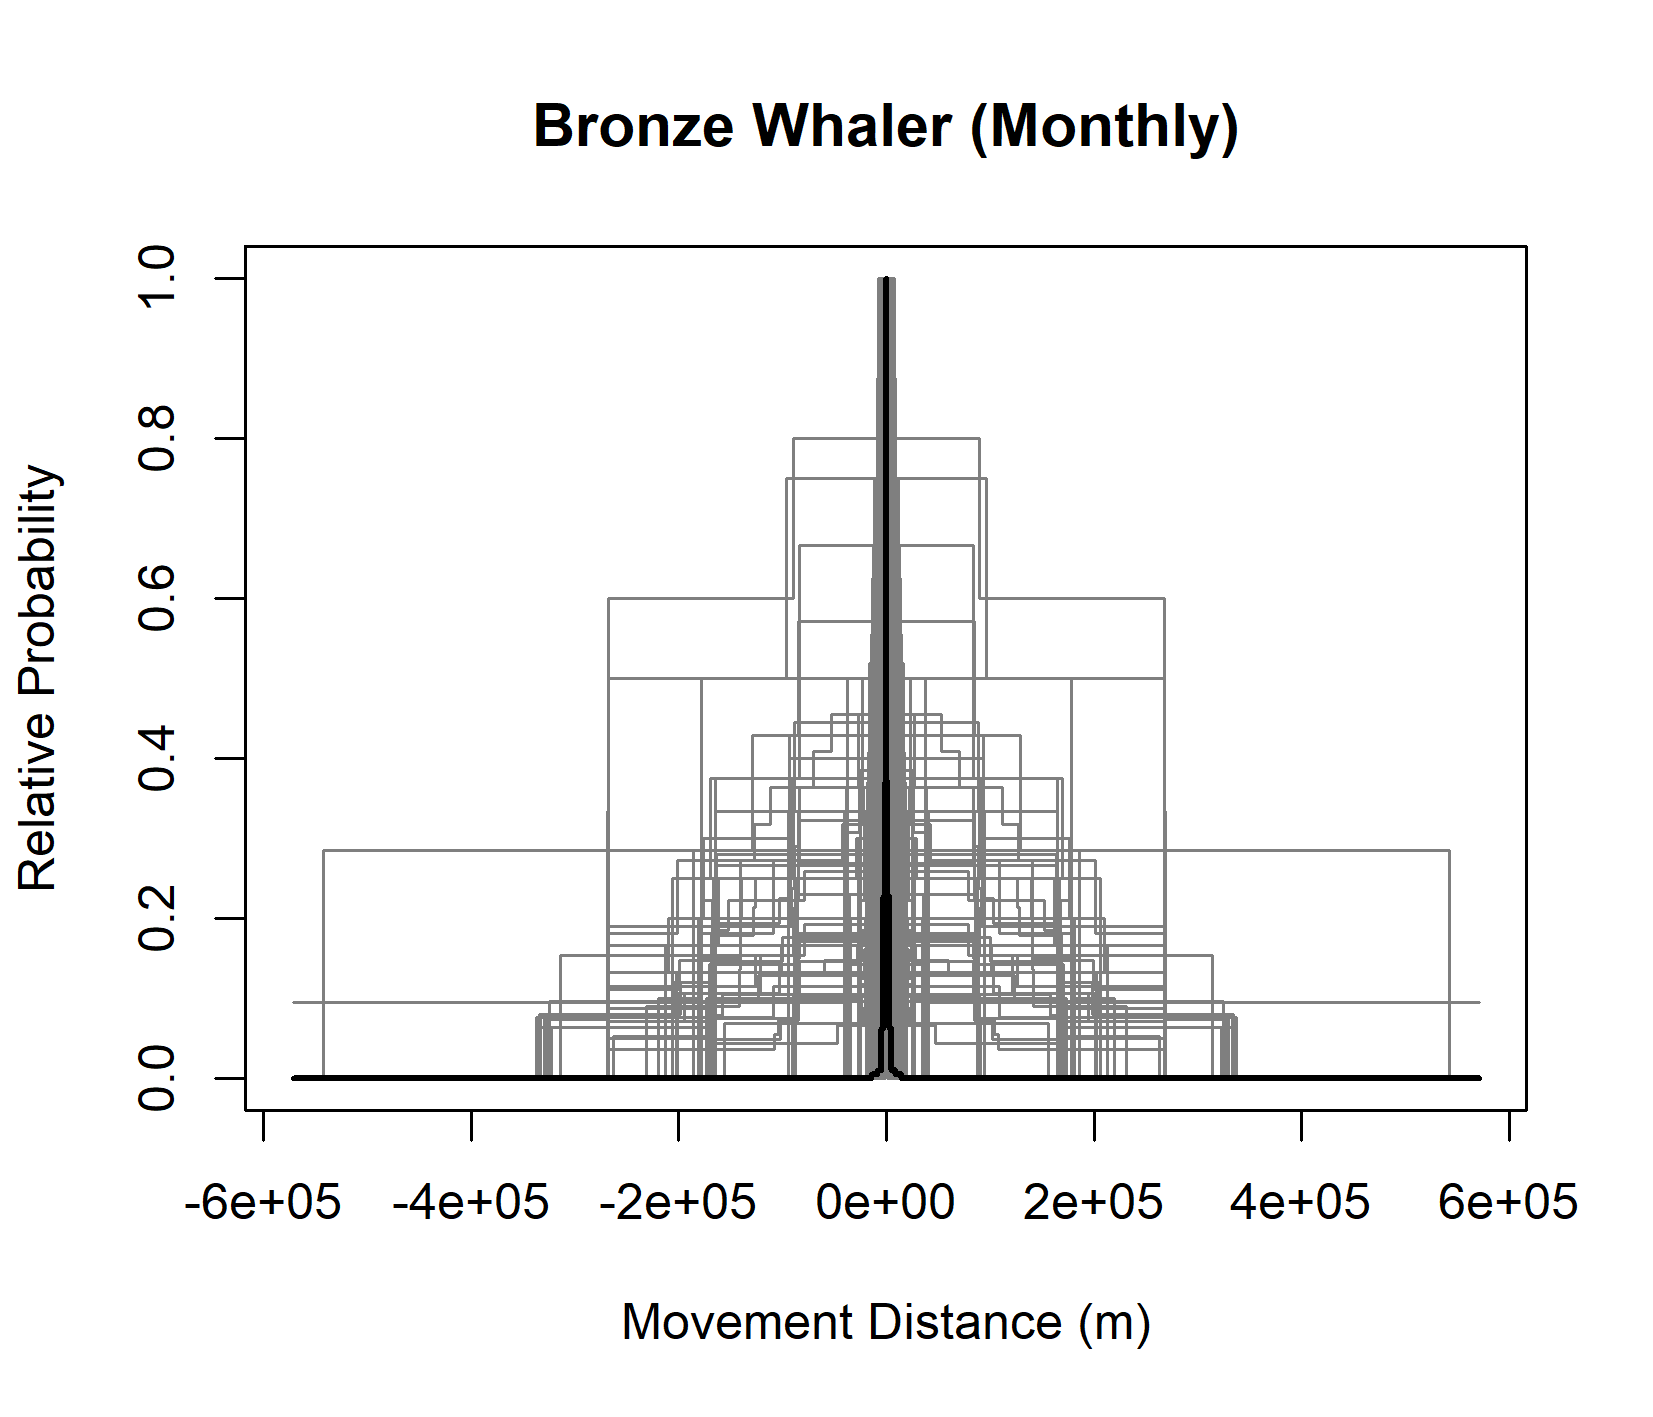 Bronze Whaler (Monthly)
Relative Probability
1.0
0.8
0.6
0.4
0.2
0.0
-6e+05 -4e+05 -2e+05 0e+00 2e+05 4e+05 6e+05
Movement Distance (m)